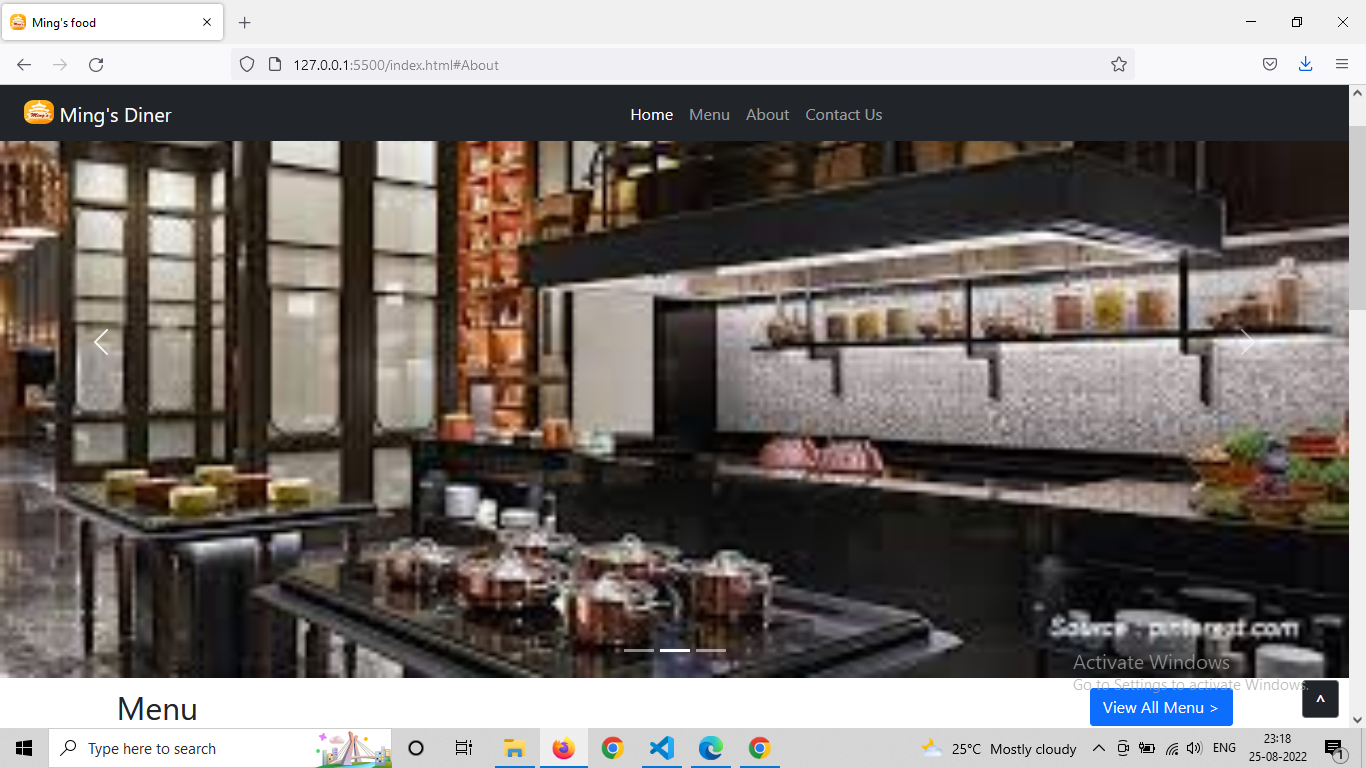 Ming's food
127.0.0.1:5500/index.html#About
Ming's
Ming's Diner
Home
Menu
About
Contact Us
Source : pinterest.com
Activate Windows
Go to Settings to activate Windows.
Menu
View All Menu >
^
Type here to search
25°C Mostly cloudy
ENG
23:18
25-08-2022
1